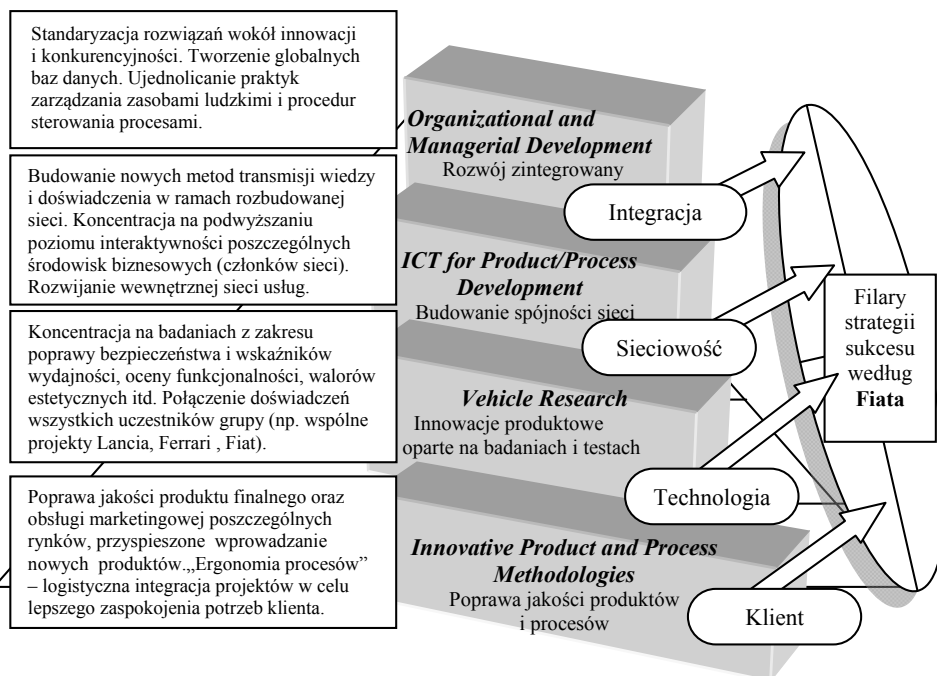 Standaryzacja rozwiązań wokół innowacji
i konkurencyjności. Tworzenie globalnych
baz danych. Ujednolicanie praktyk
zarządzania zasobami ludzkimi i procedur
sterowania procesami.
Organizational and
Managerial Development
Rozwój zintegrowany
Integracja
Budowanie nowych metod transmisji wiedzy
i doświadczenia w ramach rozbudowanej
sieci. Koncentracja na podwyższaniu
poziomu interaktywności poszczególnych
środowisk biznesowych (członków sieci).
Rozwijanie wewnętrznej sieci usług.
ICT for Product/Process
Development
Budowanie spójności sieci
Sieciowość
Koncentracja na badaniach z zakresu
poprawy bezpieczeństwa i wskaźników
wydajności, oceny funkcjonalności, walorów
estetycznych itd. Połączenie doświadczeń
wszystkich uczestników grupy (np. wspólne
projekty Lancia, Ferrari , Fiat).
Vehicle Research
Innowacje produktowe
oparte na badaniach i testach
Technologia
Poprawa jakości produktu finalnego oraz
obsługi marketingowej poszczególnych
rynków, przyspieszone wprowadzanie
nowych produktów.„Ergonomia procesów”
– logistyczna integracja projektów w celu
lepszego zaspokojenia potrzeb klienta.
Innovative Product and Process
Methodologies
Poprawa jakości produktów
i procesów
Klient
Filary
strategii
sukcesu
według
Fiata